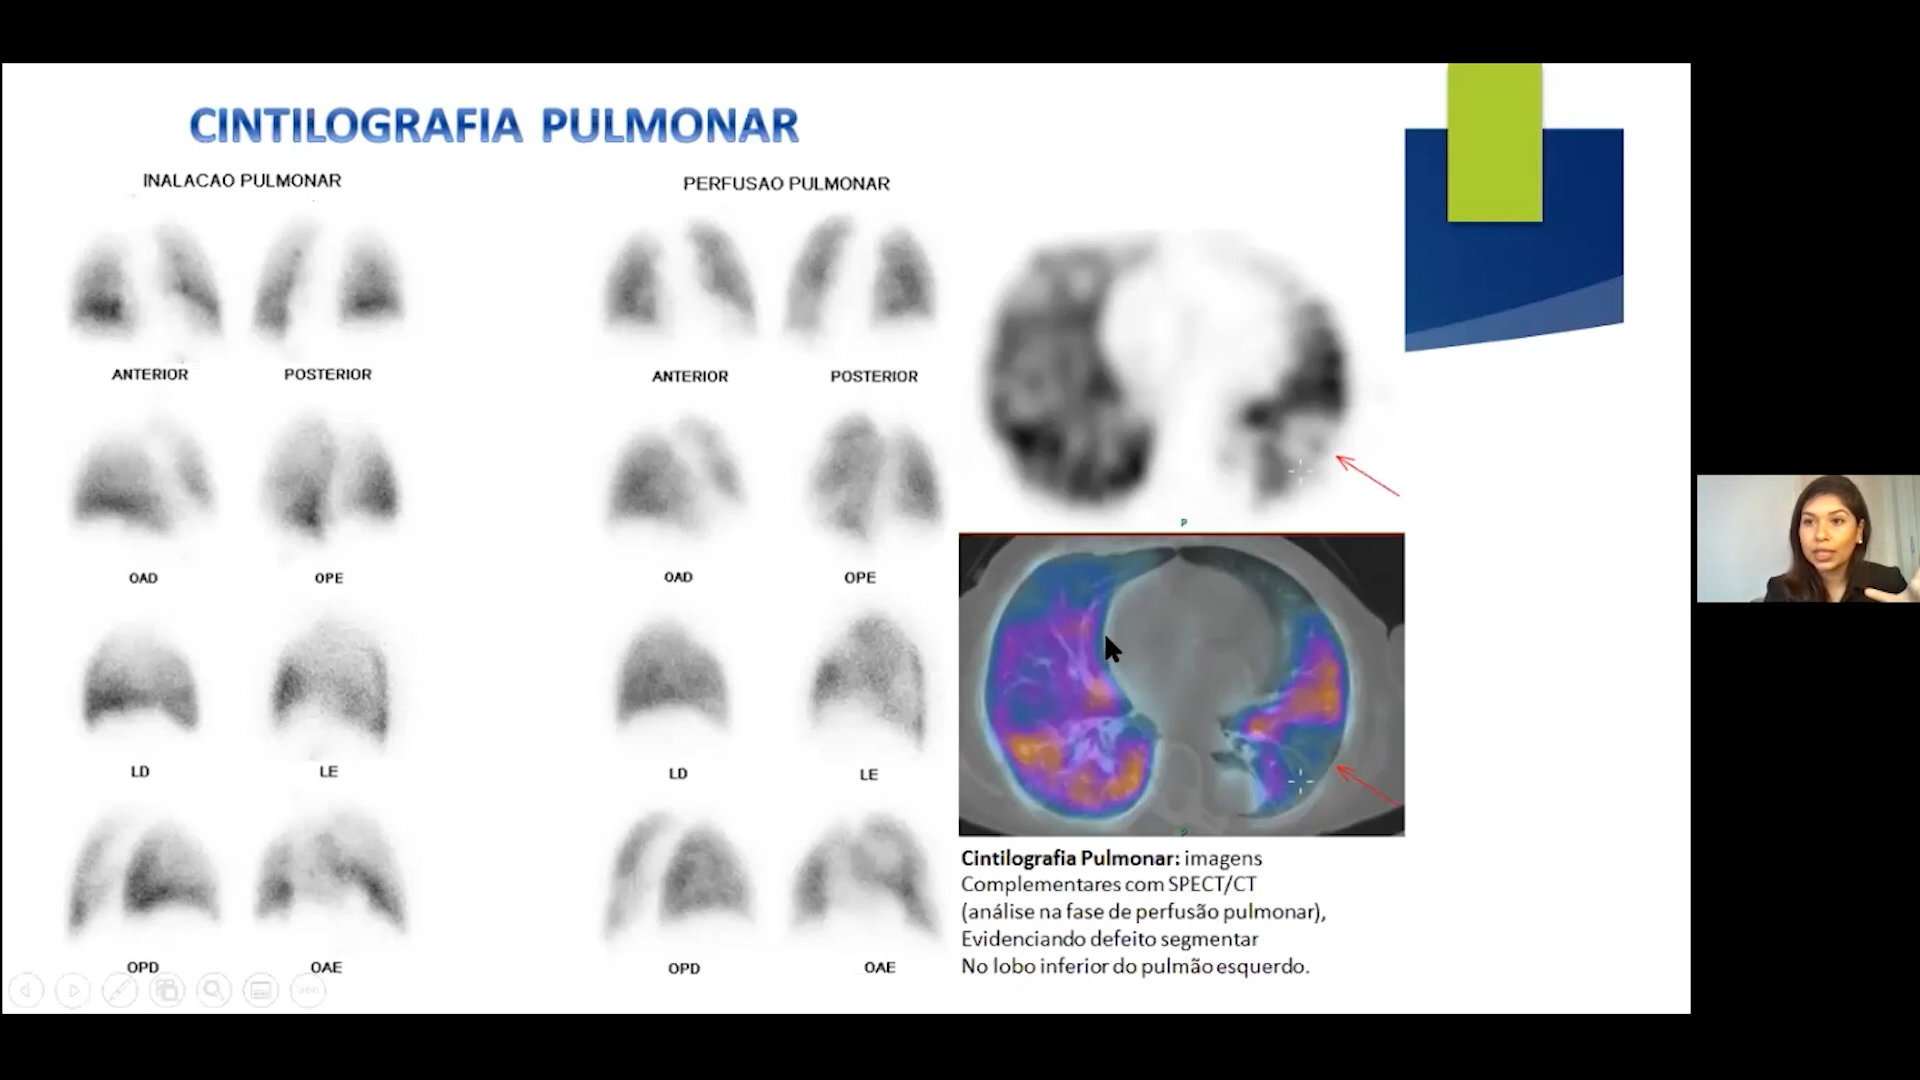 CINTILOGRAFIA PULMONAR
INALACAO PULMONAR
PERFUSAO PULMONAR
ANTERIOR
POSTERIOR
ANTERIOR
POSTERIOR
OAD
OPE
OAD
OPE
LD
LE
LD
LE
OPD
OAE
OPD
OAE
P
P
Cintilografia Pulmonar: imagens
Complementares com SPECT/CT
(análise na fase de perfusão pulmonar),
Evidenciando defeito segmentar
No lobo inferior do pulmão esquerdo.